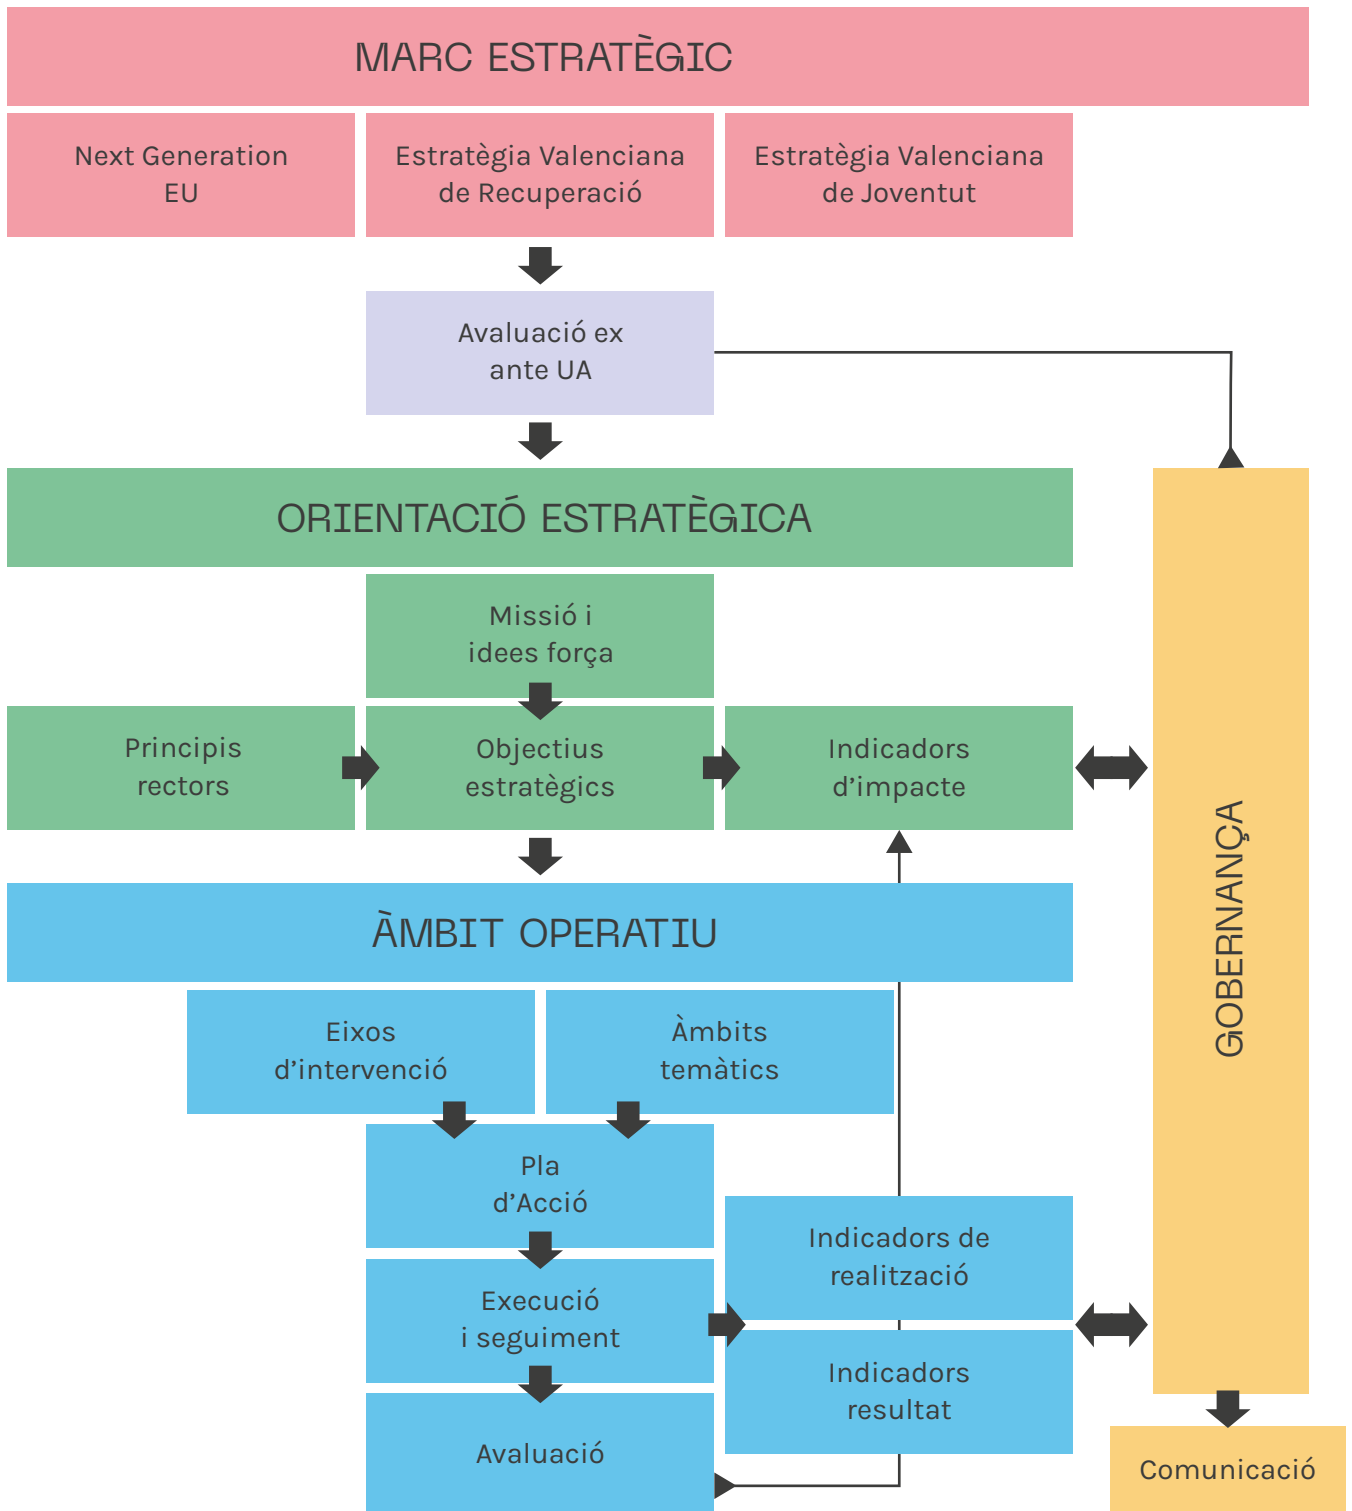 MARC ESTRATÈGIC
Next Generation
EU
Estratègia Valenciana
de Recuperació
Estratègia Valenciana
de Joventut
Avaluació ex
ante UA
ORIENTACIÓ ESTRATÈGICA
Missió i
idees força
Principis
rectors
Objectius
estratègics
Indicadors
d’impacte
GOBERNANÇA
ÀMBIT OPERATIU
Eixos
d’intervenció
Àmbits
temàtics
Pla
d’Acció
Indicadors de
realització
Execució
i seguiment
Indicadors
resultat
Avaluació
Comunicació